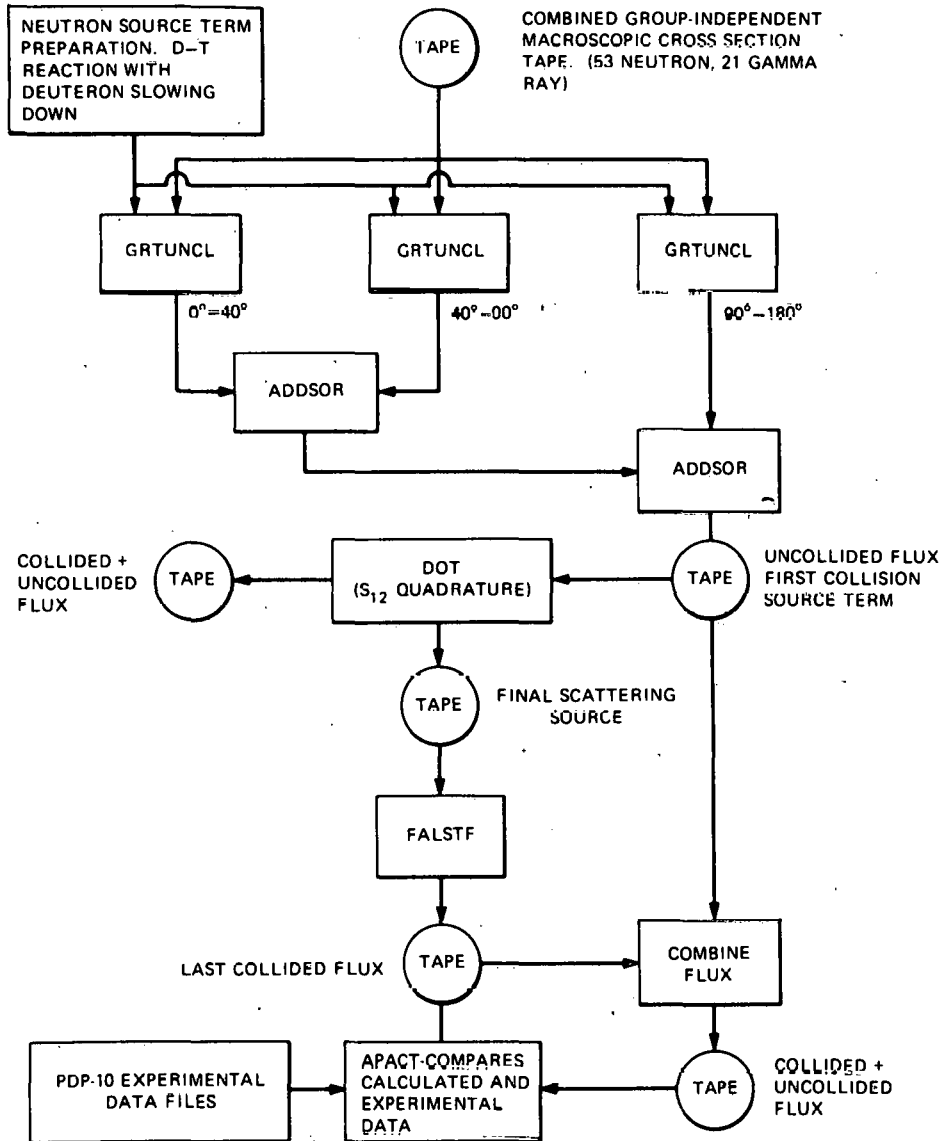 NEUTRON SOURCE TERM
PREPARATION. D–T
REACTION WITH
DEUTERON SLOWING
DOWN
TAPE
COMBINED GROUP-INDEPENDENT
MACROSCOPIC CROSS SECTION
TAPE. (53 NEUTRON, 21 GAMMA
RAY)
GRTUNCL
GRTUNCL
GRTUNCL
0°=40°
40°–00°
90°–180°
ADDSOR
ADDSOR
COLLIDED +
UNCOLLIDED
FLUX
TAPE
DOT
(S12 QUADRATURE)
TAPE
UNCOLLIDED FLUX
FIRST COLLISION
SOURCE TERM
TAPE
FINAL SCATTERING
SOURCE
FALSTF
LAST COLLIDED FLUX
TAPE
COMBINE
FLUX
PDP-10 EXPERIMENTAL
DATA FILES
APACT-COMPARES
CALCULATED AND
EXPERIMENTAL
DATA
TAPE
COLLIDED +
UNCOLLIDED
FLUX